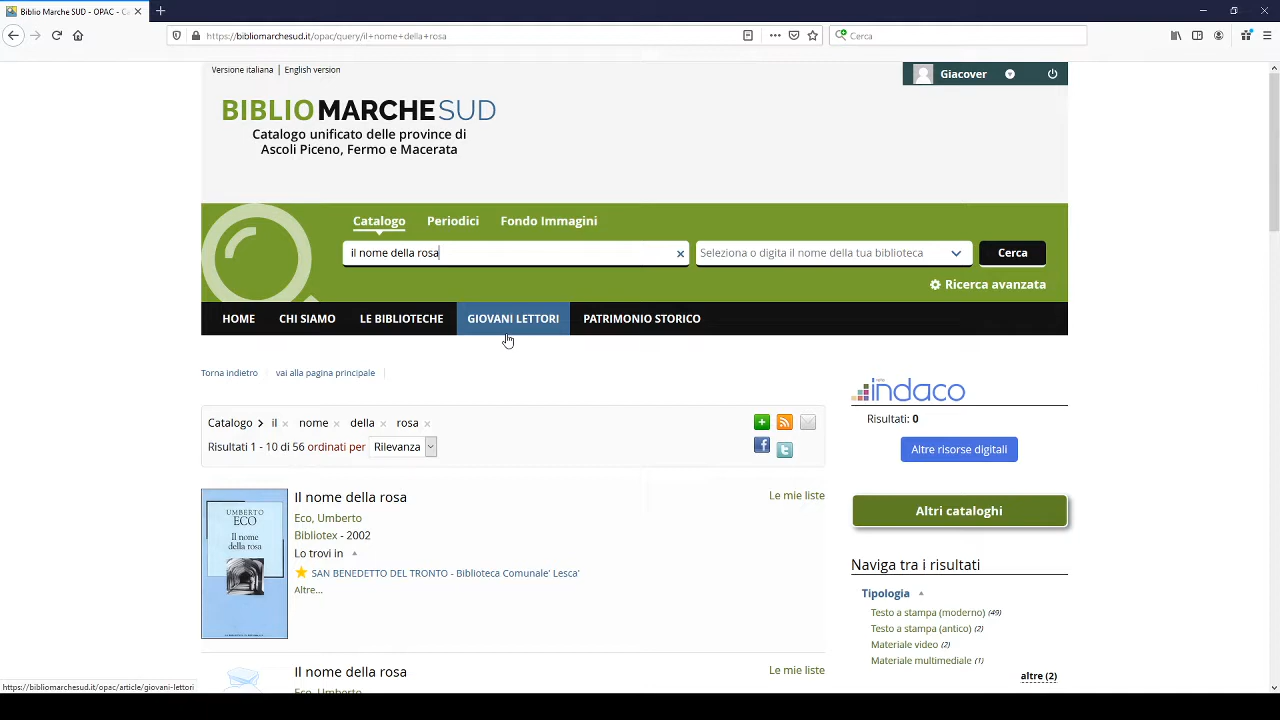 Biblio Marche SUD - OPAC - Cat
https://bibliomarchesud.it/opac/query/il+nome+della+rosa
Cerca
Versione italiana | English version
Giacover
BIBLIOMARCHESUD
Catalogo unificato delle province di
Ascoli Piceno, Fermo e Macerata
Catalogo Periodici Fondo Immagini
il nome della rosa
Seleziona o digita il nome della tua biblioteca
Cerca
Ricerca avanzata
HOME CHI SIAMO LE BIBLIOTECHE GIOVANI LETTORI PATRIMONIO STORICO
Torna indietro vai alla pagina principale
Catalogo il nome della rosa
Risultati 1 - 10 di 56 ordinati per Rilevanza
Il nome della rosa
Le mie liste
Eco, Umberto
Bibliotex - 2002
Lo trovi in
SAN BENEDETTO DEL TRONTO - Biblioteca Comunale' Lesca'
Altre...
UMBERTO
ECO
Il nome
della rosa
Il nome della rosa
Le mie liste
Eco, Umberto
indaco
Risultati: 0
Altre risorse digitali
Altri cataloghi
Naviga tra i risultati
Tipologia
Testo a stampa (moderno) (49)
Testo a stampa (antico) (2)
Materiale video (2)
Materiale multimediale (1)
altre (2)
https://bibliomarchesud.it/opac/article/giovani-lettori